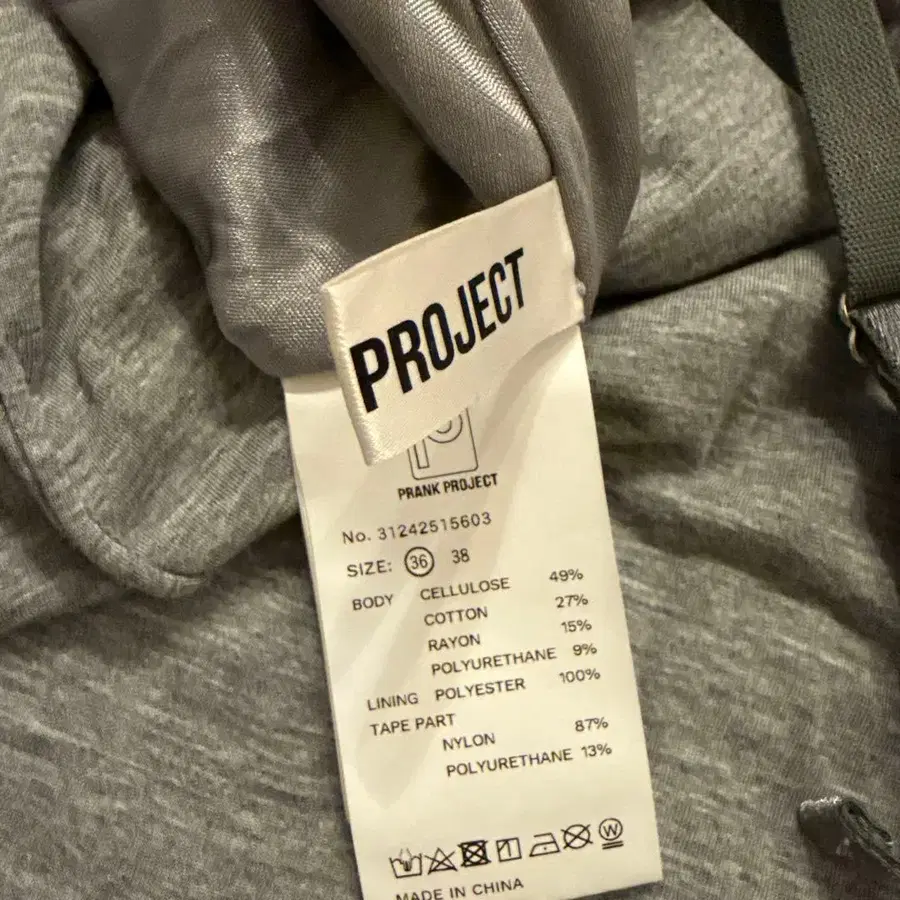 PROJECT
PRANK PROJECT
No. 31242515603
SIZE: 36 38
BODY CELLULOSE 49%
COTTON 27%
RAYON 15%
POLYURETHANE 9%
LINING POLYESTER 100%
TAPE PART
NYLON 87%
POLYURETHANE 13%
W
MADE IN CHINA